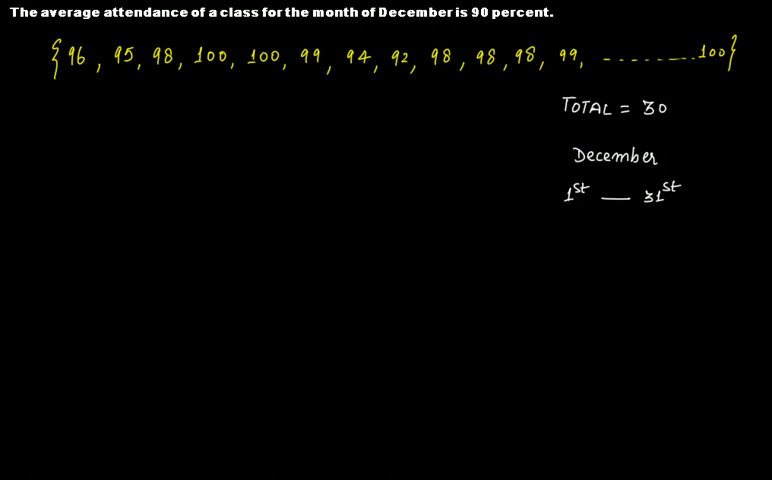 The average attendance of a class for the month of December is 90 percent.
{96, 95, 98, 100, 100, 99, 94, 92, 98, 98, 98, 99, ......... 100}
TOTAL = 30
December
1st — 31st